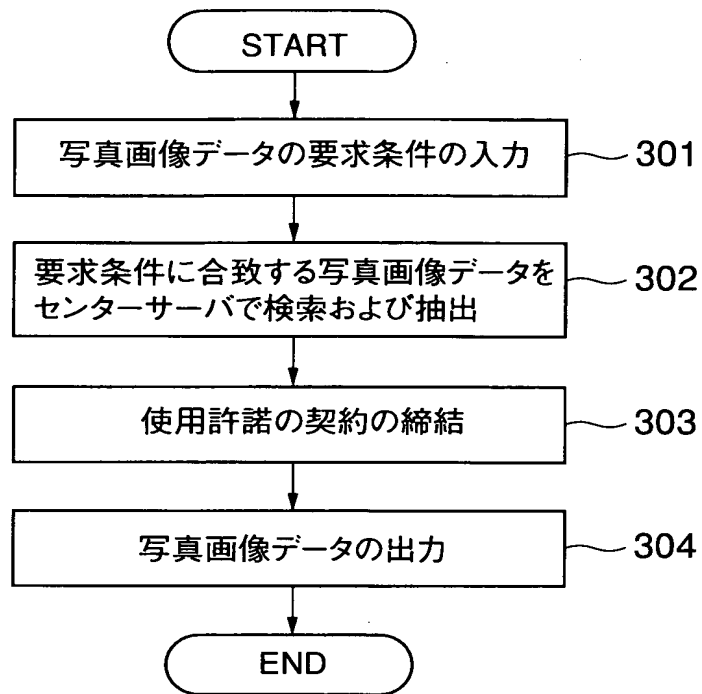 START
写真画像データの要求条件の入力
301
要求条件に合致する写真画像データを
センターサーバで検索および抽出
302
使用許諾の契約の締結
303
写真画像データの出力
304
END